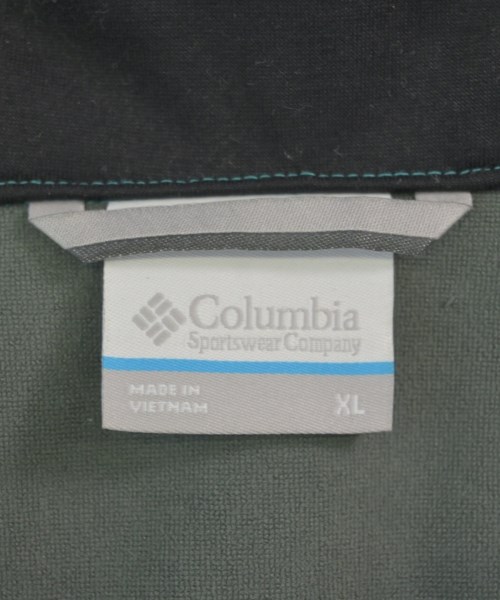 Columbia
Sportswear Company
MADE IN
VIETNAM
XL